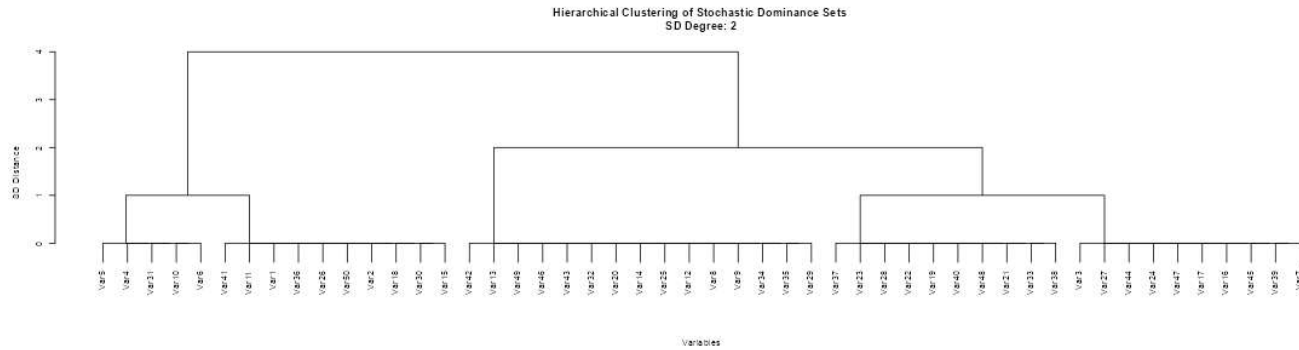 Hierarchical Clustering of Stochastic Dominance Sets
SD Degree: 2
4
3
2
1
0
SD Distance
Var5
Var4
Var31
Var10
Var6
Var41
Var11
Var1
Var36
Var26
Var50
Var2
Var18
Var30
Var15
Var42
Var13
Var49
Var46
Var43
Var32
Var20
Var14
Var25
Var12
Var8
Var9
Var34
Var35
Var29
Var37
Var23
Var28
Var22
Var19
Var40
Var48
Var21
Var33
Var38
Var3
Var27
Var44
Var24
Var47
Var17
Var16
Var45
Var39
Var7
Variables